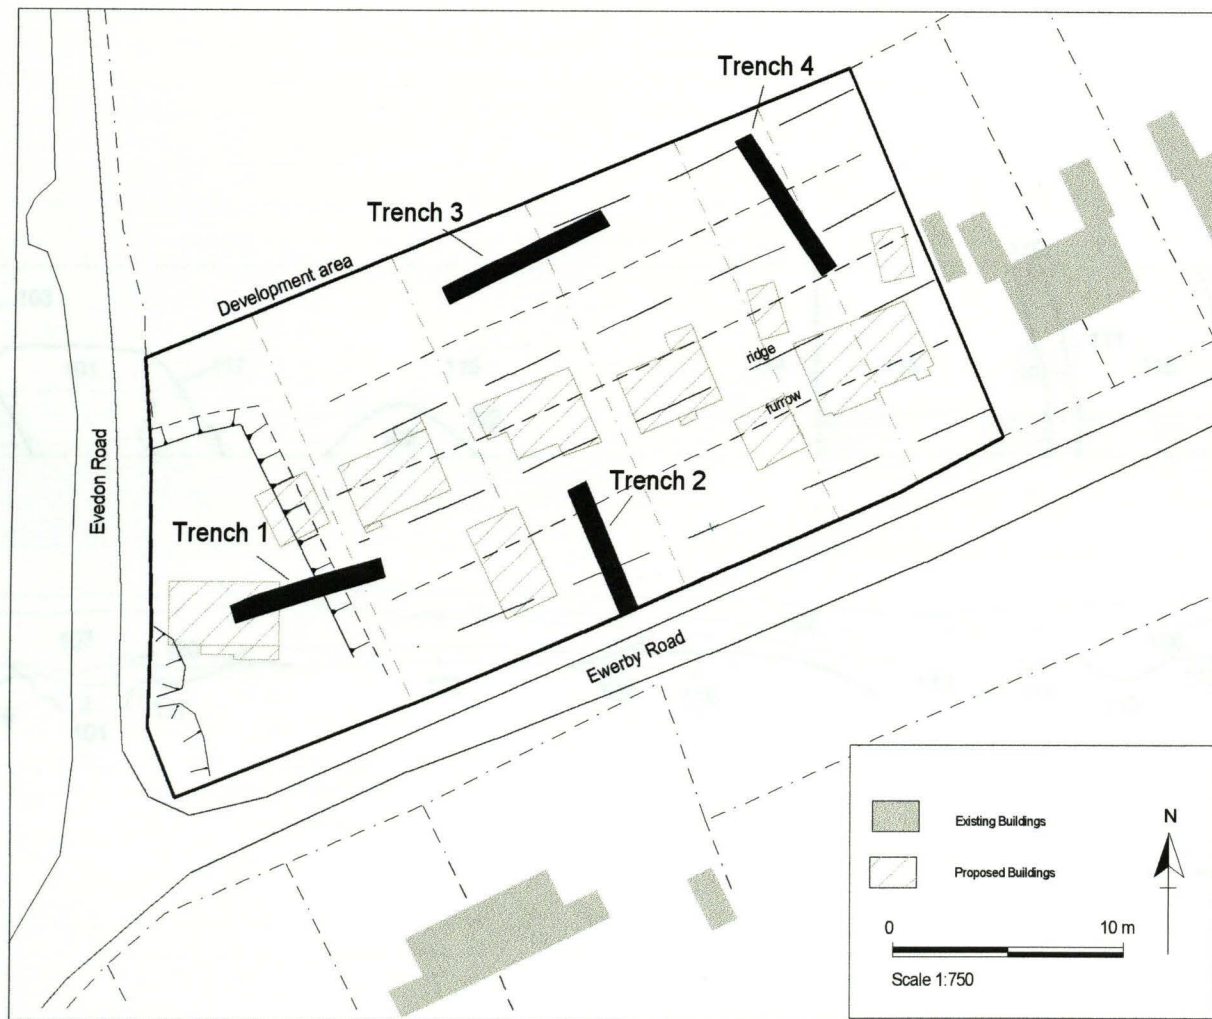 Trench 4
Trench 3
Development area
ridge
furrow
Trench 2
Trench 1
Evedon Road
Ewerby Road
Existing Buildings
Proposed Buildings
N
0 10 m
Scale 1:750